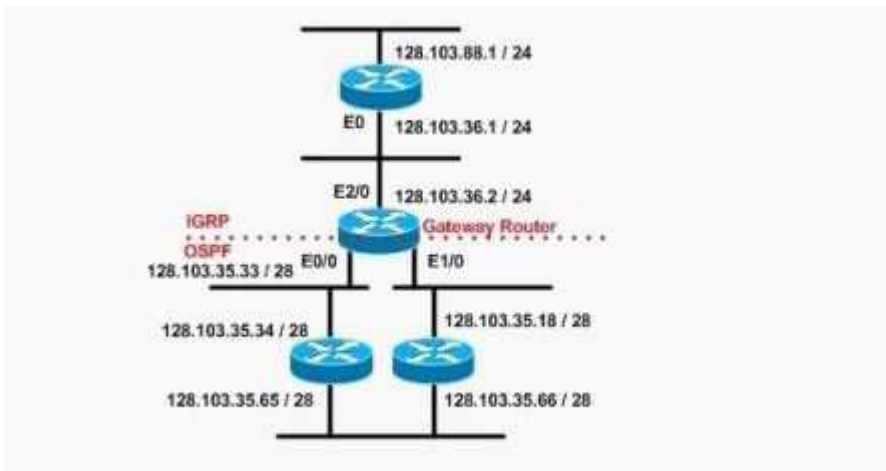 128.103.88.1 / 24
E0
128.103.36.1 / 24
E2/0
128.103.36.2 / 24
IGRP
Gateway Router
OSPF
E0/0
E1/0
128.103.35.33 / 28
128.103.35.34 / 28
128.103.35.18 / 28
128.103.35.65 / 28
128.103.35.66 / 28